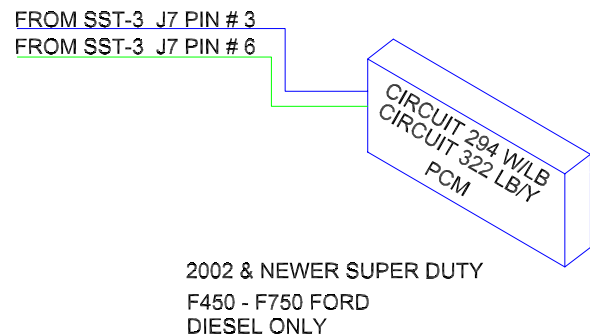 FROM SST-3 J7 PIN # 3
FROM SST-3 J7 PIN # 6
CIRCUIT 294 W/LB
CIRCUIT 322 LB/Y
PCM
2002 & NEWER SUPER DUTY
F450 - F750 FORD
DIESEL ONLY